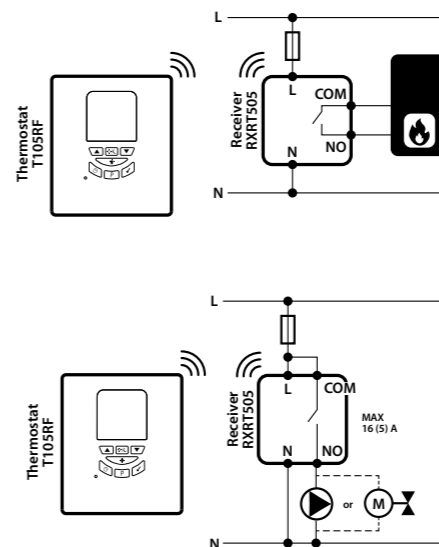 L
Thermostat
T105RF
Receiver
RXRT505
L
COM
NO
N
N
L
Thermostat
T105RF
Receiver
RXRT505
L
COM
MAX
16 (5) A
N
NO
or
M
N